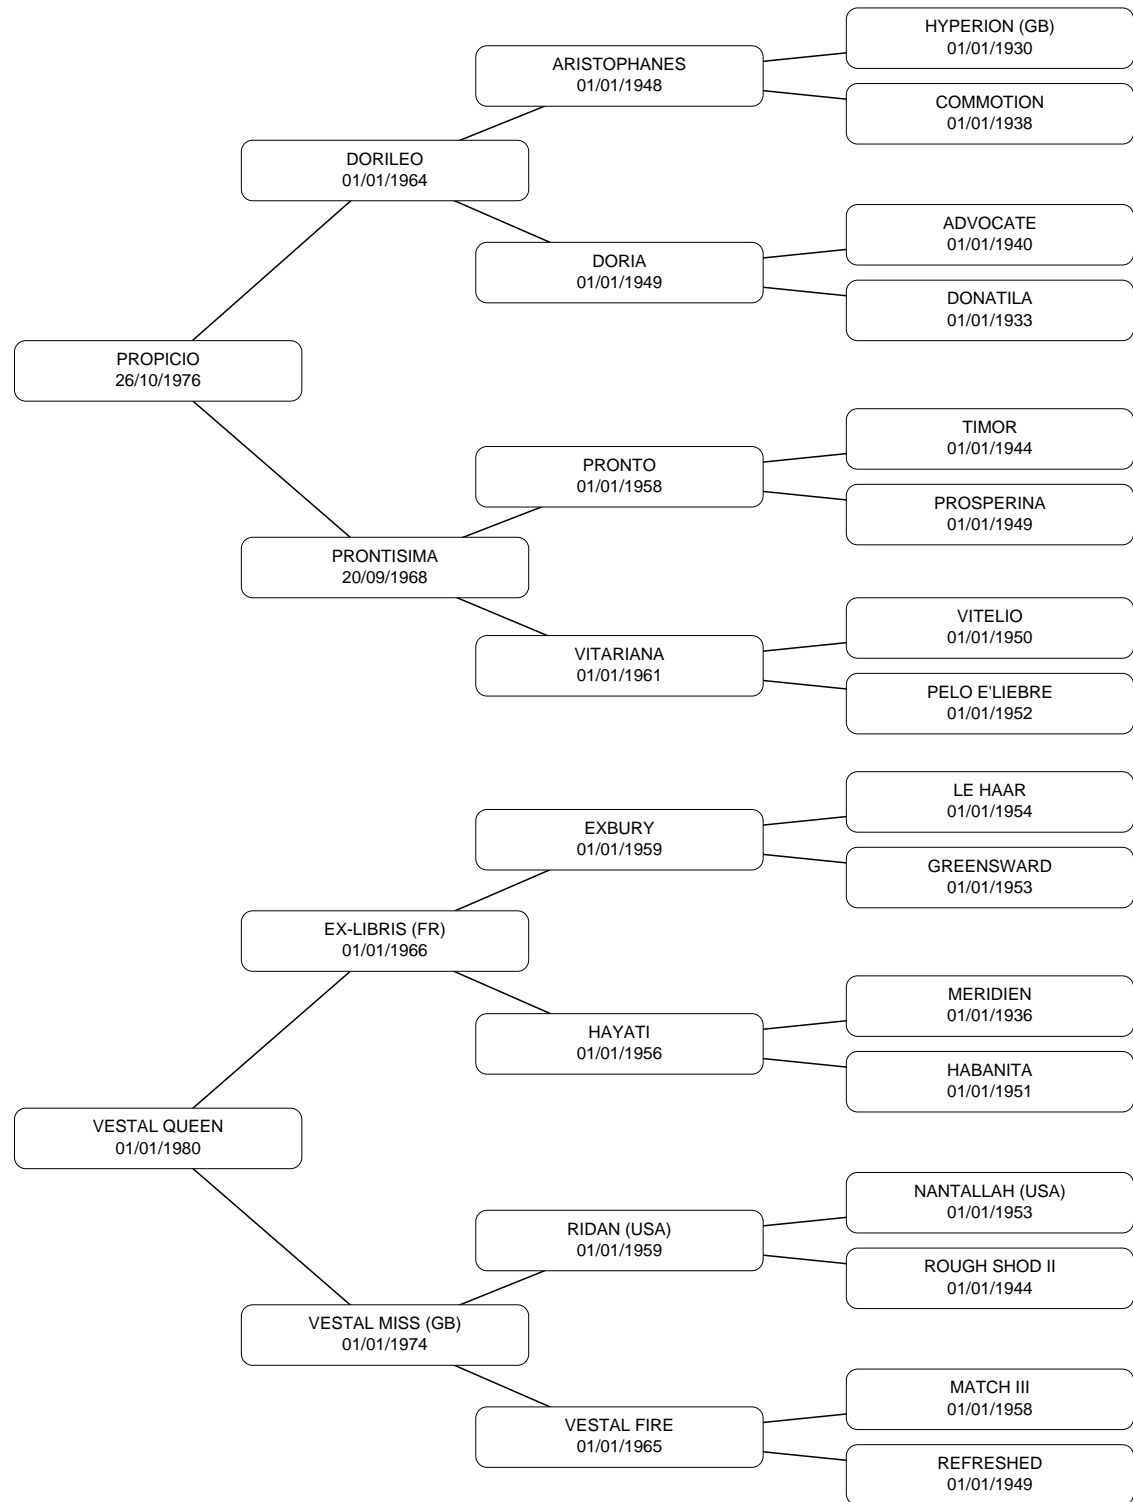 HYPERION (GB)
01/01/1930
ARISTOPHANES
01/01/1948
COMMOTION
01/01/1938
DORILEO
01/01/1964
ADVOCATE
01/01/1940
DORIA
01/01/1949
DONATILA
01/01/1933
PROPICIO
26/10/1976
TIMOR
01/01/1944
PRONTO
01/01/1958
PROSPERINA
01/01/1949
PRONTISIMA
20/09/1968
VITELIO
01/01/1950
VITARIANA
01/01/1961
PELO E'LIEBRE
01/01/1952
LE HAAR
01/01/1954
EXBURY
01/01/1959
GREENSWARD
01/01/1953
EX-LIBRIS (FR)
01/01/1966
MERIDIEN
01/01/1936
HAYATI
01/01/1956
HABANITA
01/01/1951
VESTAL QUEEN
01/01/1980
NANTALLAH (USA)
01/01/1953
RIDAN (USA)
01/01/1959
ROUGH SHOD II
01/01/1944
VESTAL MISS (GB)
01/01/1974
MATCH III
01/01/1958
VESTAL FIRE
01/01/1965
REFRESHED
01/01/1949